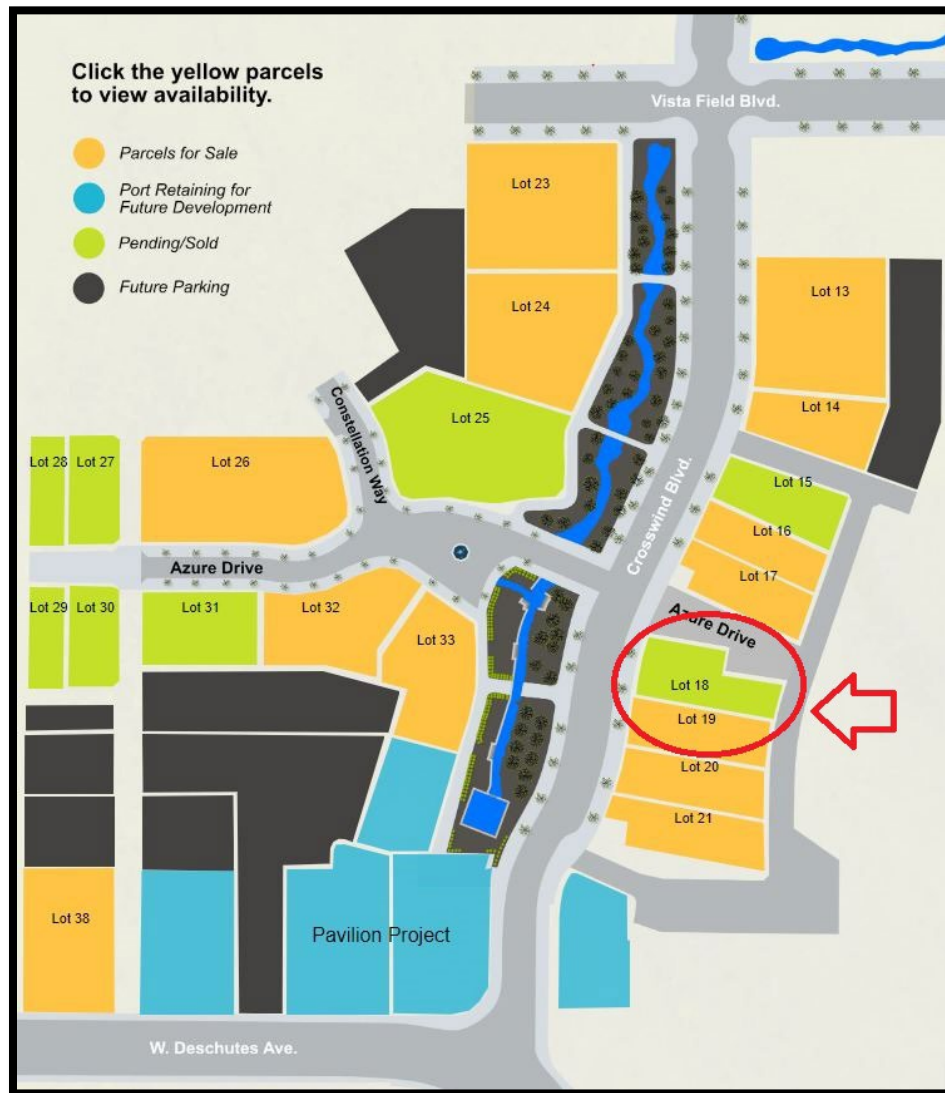 Click the yellow parcels
to view availability.
Parcels for Sale
Port Retaining for
Future Development
Pending/Sold
Future Parking
Vista Field Blvd.
Lot 23
Lot 24
Lot 13
Lot 14
Constellation Way
Lot 25
Lot 28
Lot 27
Lot 26
Lot 15
Lot 16
Lot 17
Crosswind Blvd.
Azure Drive
Azure Drive
Lot 29
Lot 30
Lot 31
Lot 32
Lot 33
Lot 18
Lot 19
Lot 20
Lot 21
Lot 38
Pavilion Project
W. Deschutes Ave.